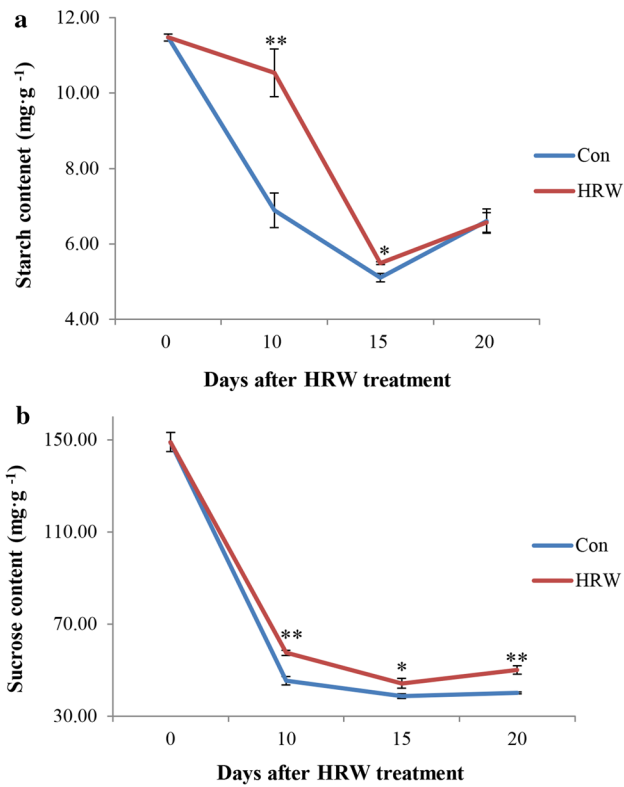 a
12.00
10.00
8.00
6.00
4.00
Starch contenet (mg·g -1)
**
*
Con
HRW
0 10 15 20
Days after HRW treatment
b
150.00
110.00
70.00
30.00
Sucrose content (mg·g -1)
**
*
**
Con
HRW
0 10 15 20
Days after HRW treatment